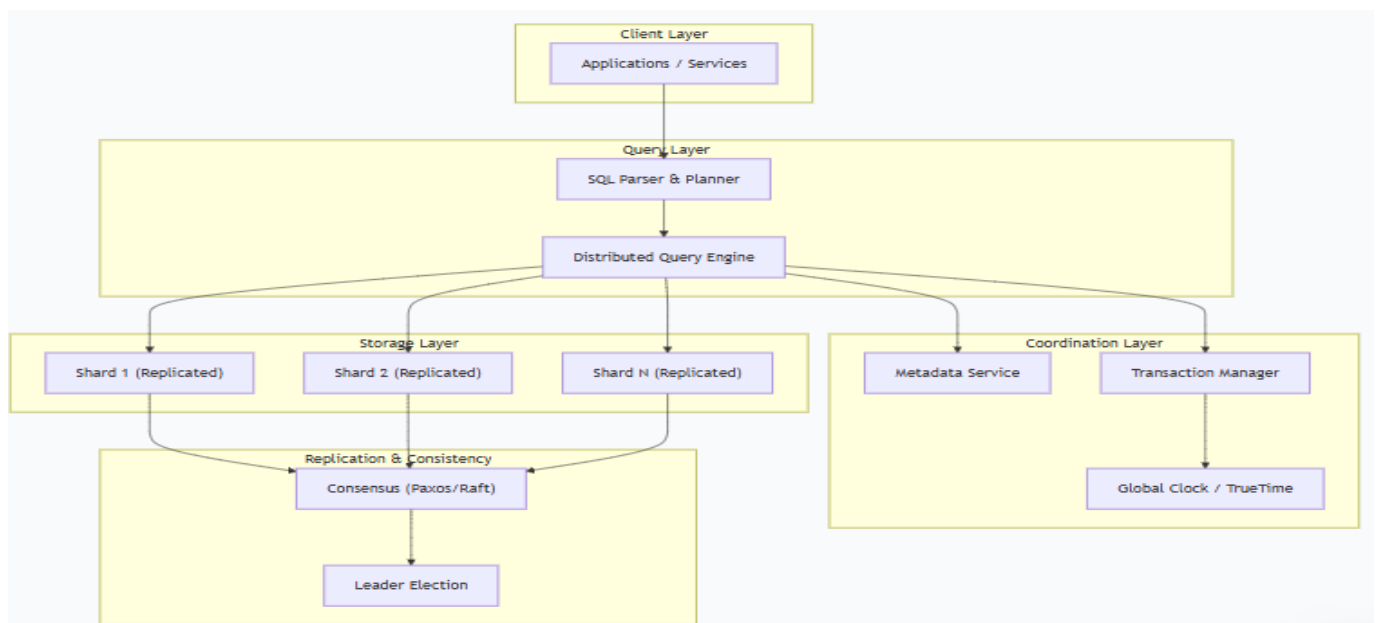 Client Layer
Applications / Services
Query Layer
SQL Parser & Planner
Distributed Query Engine
Storage Layer
Shard 1 (Replicated)
Shard 2 (Replicated)
Shard N (Replicated)
Coordination Layer
Metadata Service
Transaction Manager
Global Clock / TrueTime
Replication & Consistency
Consensus (Paxos/Raft)
Leader Election